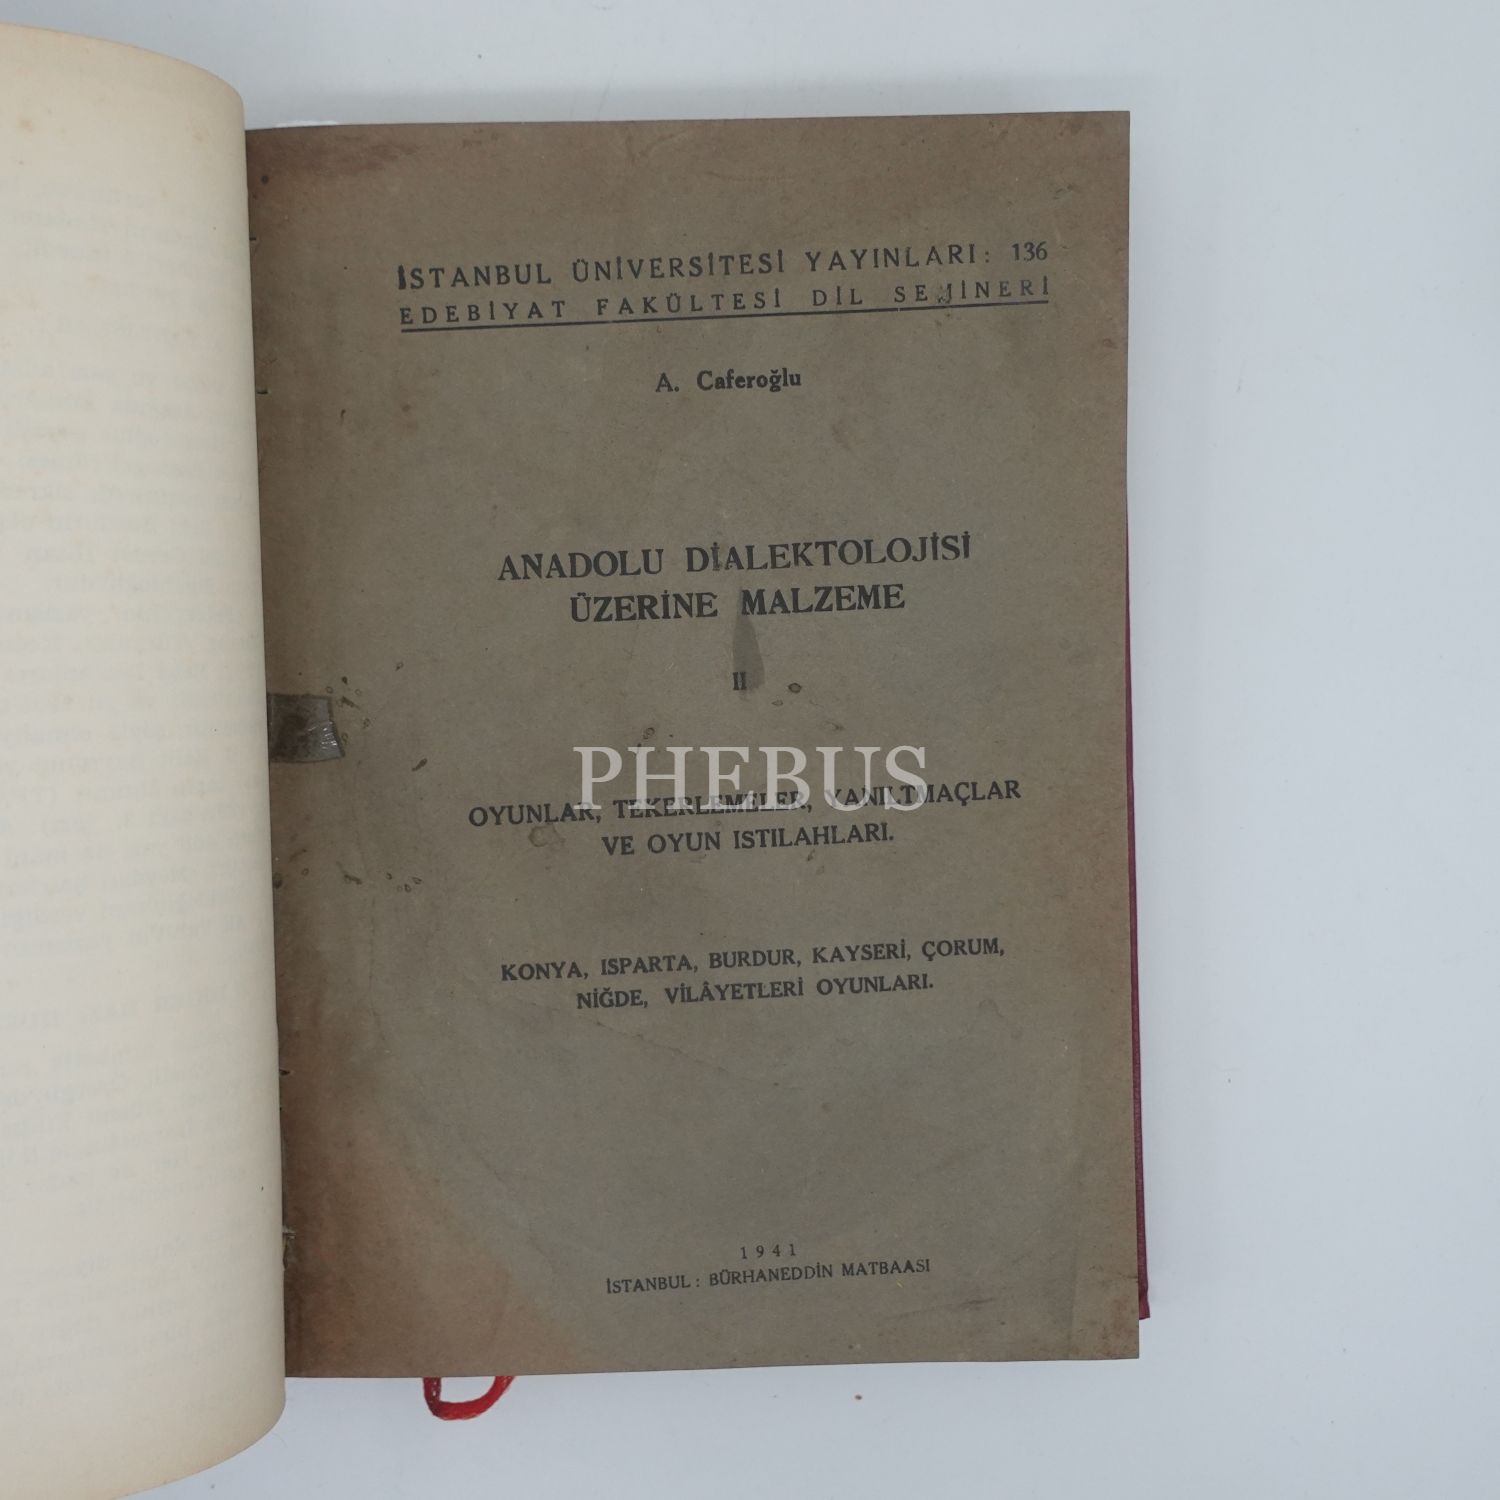 İSTANBUL ÜNİVERSİTESİ YAYINLARI: 136
EDEBİYAT FAKÜLTESİ DİL SEMİNERİ
A. Caferoğlu
ANADOLU DİALEKTOLOJİSİ
ÜZERİNE MALZEME
II
PHEBUS
OYUNLAR, TEKERLEMELER, YANILTMAÇLAR
VE OYUN ISTILAHLARI.
KONYA, ISPARTA, BURDUR, KAYSERİ, ÇORUM,
NİĞDE, VİLÂYETLERİ OYUNLARI.
1941
İSTANBUL: BÜRHANEDDİN MATBAASI